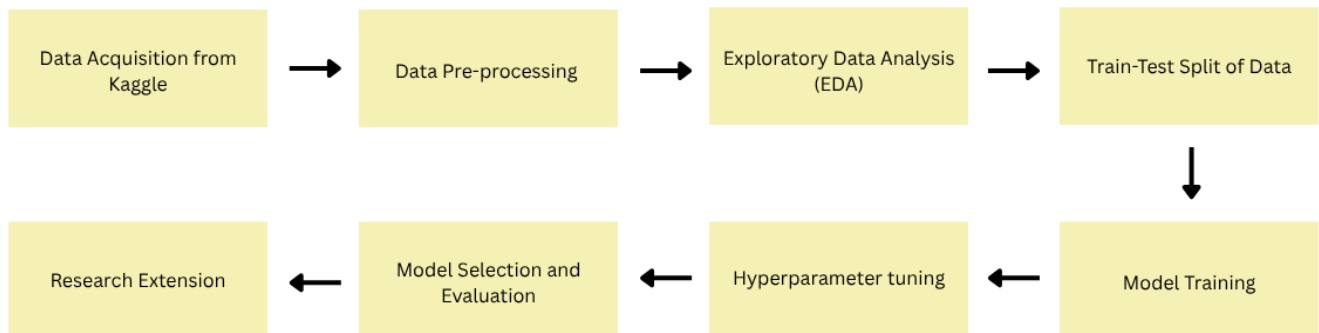 Data Acquisition from
Kaggle
Data Pre-processing
Exploratory Data Analysis
(EDA)
Train-Test Split of Data
Model Training
Hyperparameter tuning
Model Selection and
Evaluation
Research Extension